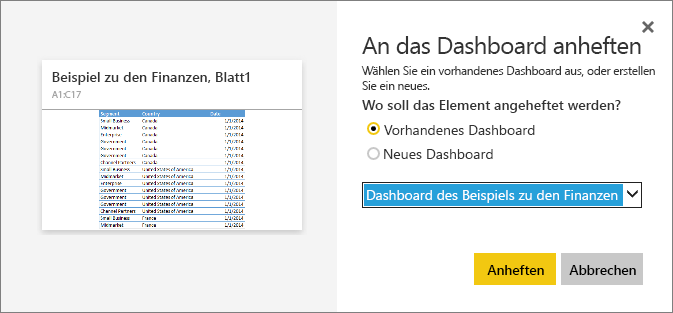 Beispiel zu den Finanzen, Blatt1
A1:C17
Segment Country Date
Small Business Canada 1/1/2014
Midmarket Canada 1/1/2014
Enterprise Canada 1/1/2014
Government Canada 1/1/2014
Government Canada 1/1/2014
Government Canada 1/1/2014
Channel Partners Canada 1/1/2014
Small Business United States of America 1/1/2014
Midmarket United States of America 1/1/2014
Enterprise United States of America 1/1/2014
Government United States of America 1/1/2014
Government United States of America 1/1/2014
Government United States of America 1/1/2014
Channel Partners United States of America 1/1/2014
Small Business France 1/1/2014
Midmarket France 1/1/2014
An das Dashboard anheften
Wählen Sie ein vorhandenes Dashboard aus, oder erstellen
Sie ein neues.
Wo soll das Element angeheftet werden?
Vorhandenes Dashboard
Neues Dashboard
Dashboard des Beispiels zu den Finanzen
Anheften Abbrechen